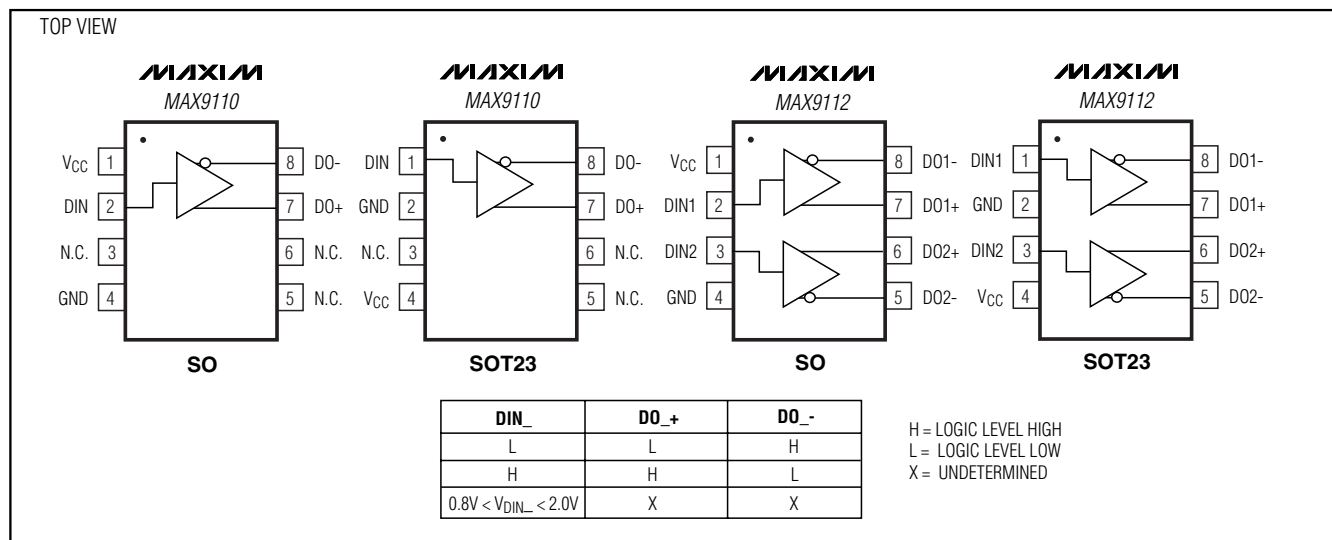 TOP VIEW
MAXIM
MAX9110
VCC 1
DIN 2
N.C. 3
GND 4
8 DO-
7 DO+
6 N.C.
5 N.C.
SO
MAXIM
MAX9110
DIN 1
GND 2
N.C. 3
VCC 4
8 DO-
7 DO+
6 N.C.
5 N.C.
SOT23
MAXIM
MAX9112
VCC 1
DIN1 2
DIN2 3
GND 4
8 DO1-
7 DO1+
6 DO2+
5 DO2-
SO
MAXIM
MAX9112
DIN1 1
GND 2
DIN2 3
VCC 4
8 DO1-
7 DO1+
6 DO2+
5 DO2-
SOT23
DIN_ DO_+ DO_-
L L H
H H L
0.8V < VDIN_ < 2.0V X X
H = LOGIC LEVEL HIGH
L = LOGIC LEVEL LOW
X = UNDETERMINED